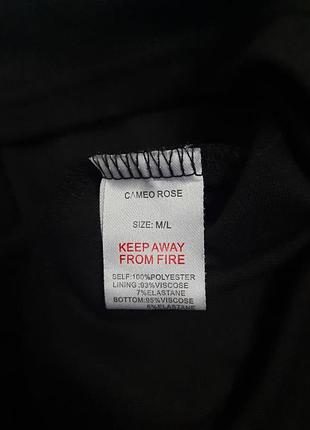 CAMEO ROSE
SIZE: M/L
KEEP AWAY
FROM FIRE
SELF:100%POLYESTER
LINING :93%VISCOSE
7%ELASTANE
BOTTOM:95%VISCOSE
5%ELASTANE